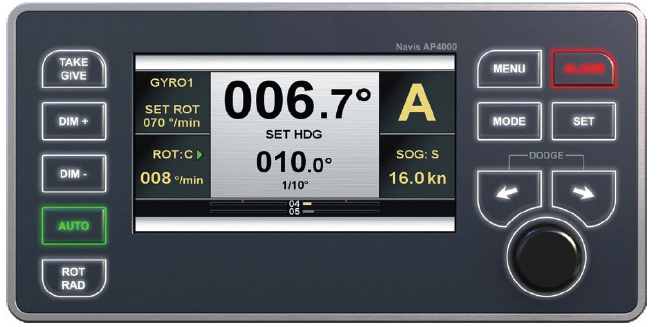 Navis AP4000
TAKE
GIVE
DIM +
DIM -
AUTO
ROT
RAD
GYRO1
SET ROT
070 °/min
ROT:C
008 °/min
006.7°
SET HDG
010.0°
1/10°
04
05
A
SOG: S
16.0 kn
MENU
ALARM
MODE
SET
DODGE